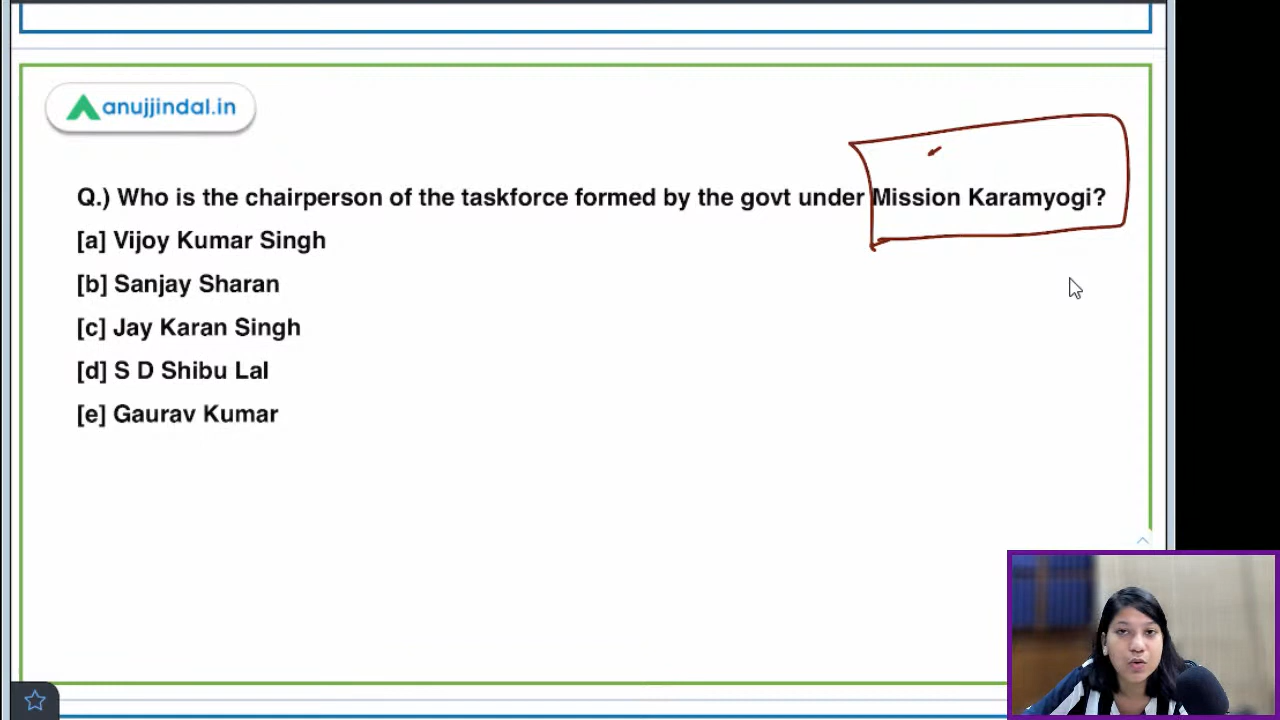 anujjindal.in
Q.) Who is the chairperson of the taskforce formed by the govt under Mission Karamyogi?
[a] Vijoy Kumar Singh
[b] Sanjay Sharan
[c] Jay Karan Singh
[d] S D Shibu Lal
[e] Gaurav Kumar